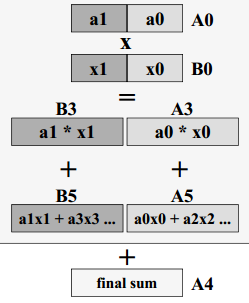 a1 a0 A0
x
x1 x0 B0
=
B3 A3
a1 * x1 a0 * x0
+ +
B5 A5
a1x1 + a3x3 ... a0x0 + a2x2 ...
+
final sum A4